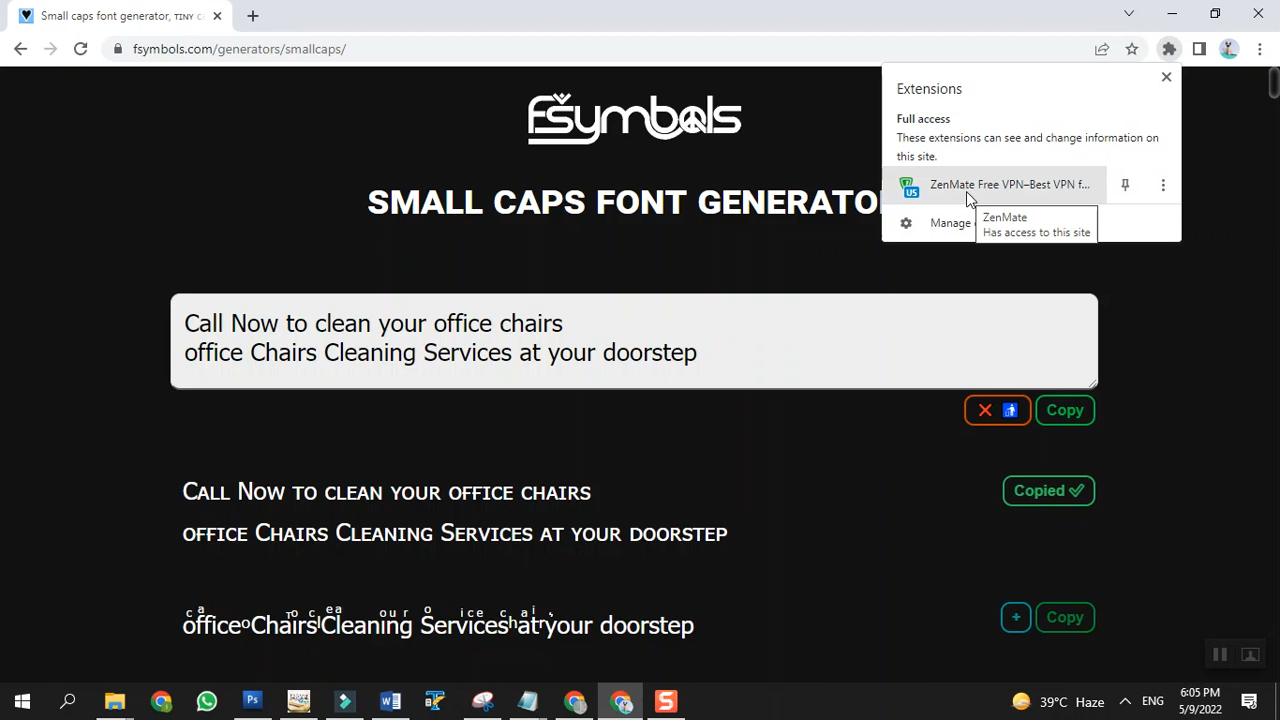 Small caps font generator, ᴛɪɴʏ ᴄ
fsymbols.com/generators/smallcaps/
fsymbols
SMALL CAPS FONT GENERATO
Extensions
Full access
These extensions can see and change information on
this site.
ZenMate Free VPN–Best VPN f...
US
Manage
ZenMate
Has access to this site
Call Now to clean your office chairs
office Chairs Cleaning Services at your doorstep
Copy
Cᴀʟʟ Nᴏᴡ ᴛᴏ ᴄʟᴇᴀɴ ʏᴏᴜʀ ᴏғғɪᴄᴇ ᴄʜᴀɪʀs
ᴏғғɪᴄᴇ Cʜᴀɪʀs Cʟᴇᴀɴɪɴɢ Sᴇʀᴠɪᴄᴇs ᴀᴛ ʏᴏᴜʀ ᴅᴏᴏʀsᴛᴇᴘ
Copied
office Chairs Cleaning Services at your doorstep
+ Copy
39°C Haze
ENG
6:05 PM
5/9/2022